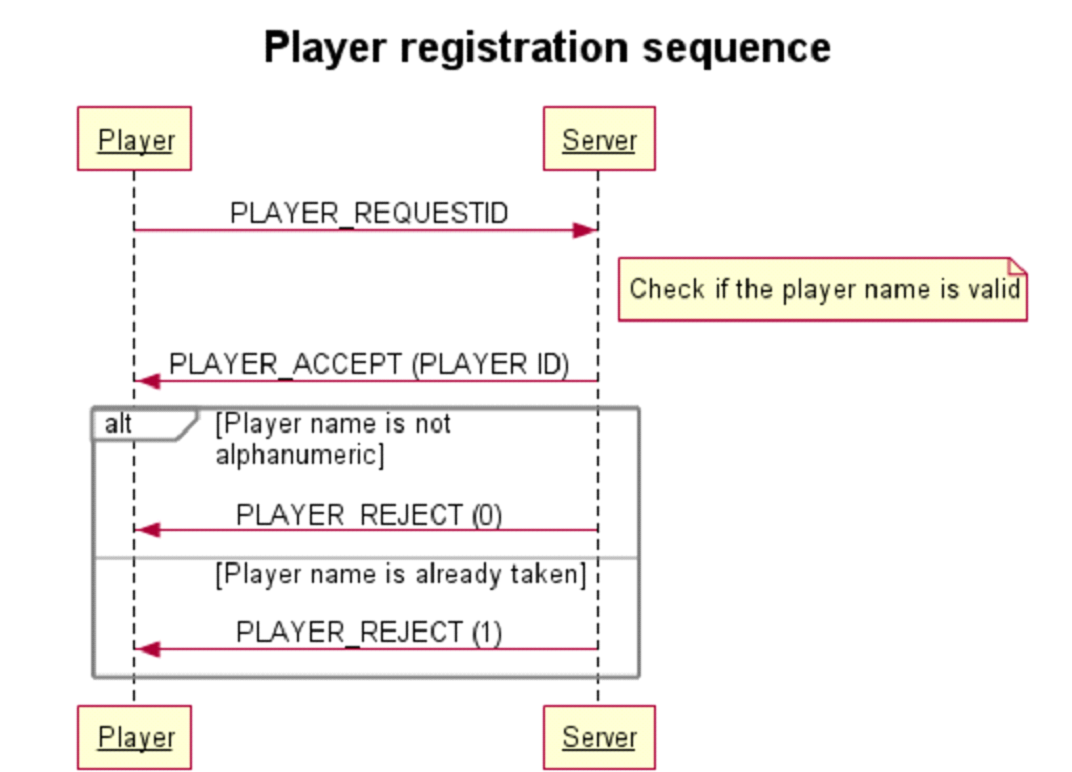 Player registration sequence
Player
Server
PLAYER_REQUESTID
Check if the player name is valid
PLAYER_ACCEPT (PLAYER ID)
alt
[Player name is not
alphanumeric]
PLAYER_REJECT (0)
[Player name is already taken]
PLAYER_REJECT (1)
Player
Server